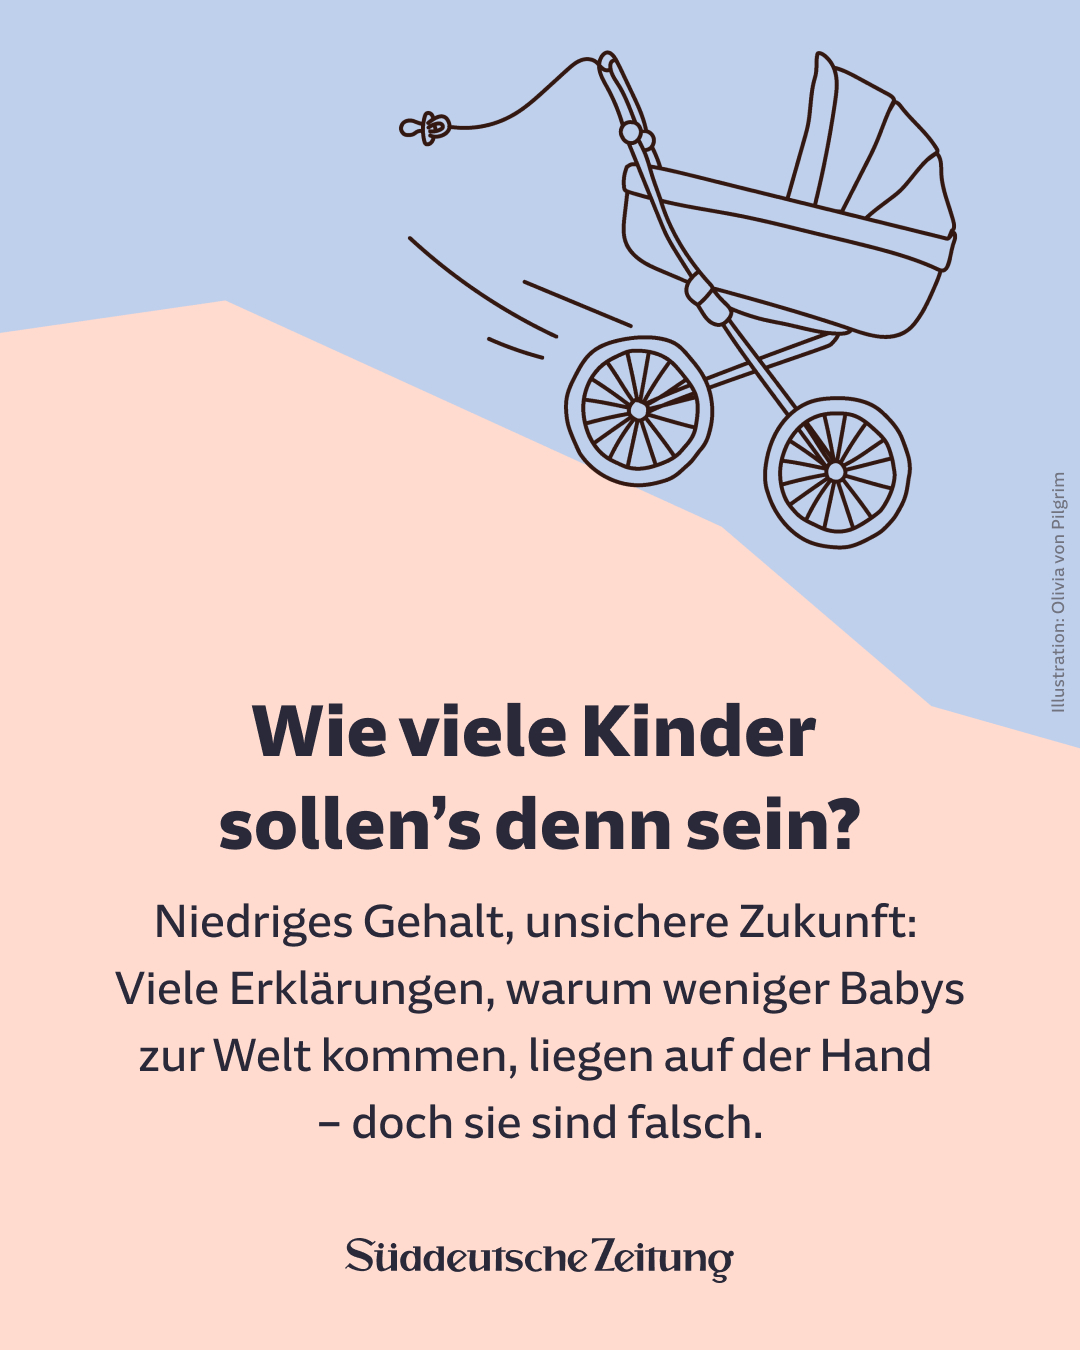 Illustration: Olivia von Pilgrim
Wie viele Kinder
sollen’s denn sein?
Niedriges Gehalt, unsichere Zukunft:
Viele Erklärungen, warum weniger Babys
zur Welt kommen, liegen auf der Hand
– doch sie sind falsch.
Süddeutsche Zeitung